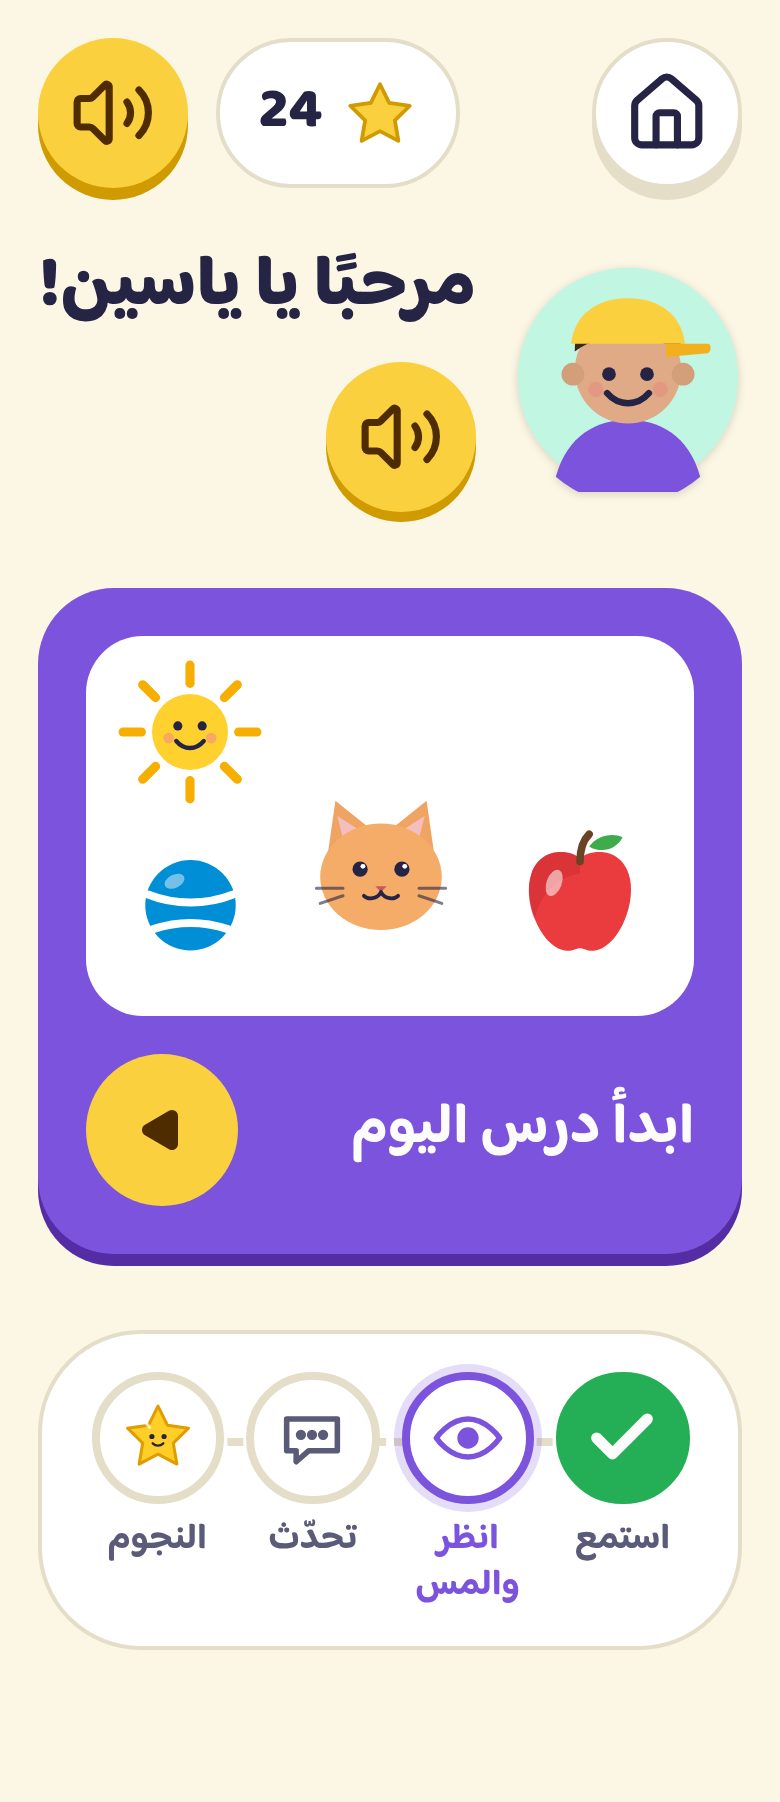 24
مرحبًا يا ياسين!
ابدأ درس اليوم
استمع
انظر
والمس
تحدّث
النجوم